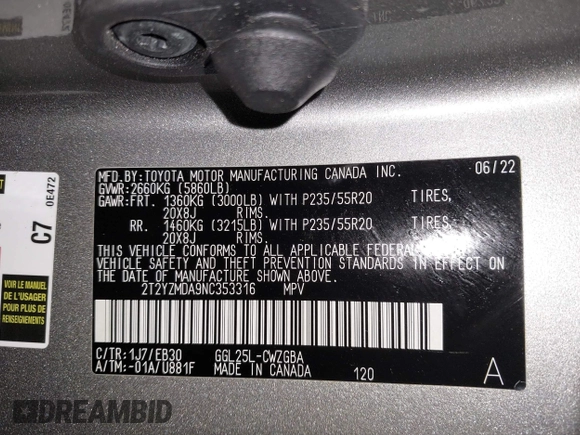 MFD.BY:TOYOTA MOTOR MANUFACTURING CANADA INC. 06/22
GVWR:2660KG (5860LB)
GAWR:FRT. 1360KG (3000LB) WITH P235/55R20 TIRES,
20X8J RIMS.
RR. 1460KG (3215LB) WITH P235/55R20 TIRES,
20X8J RIMS.
THIS VEHICLE CONFORMS TO ALL APPLICABLE FEDERAL
VEHICLE SAFETY AND THEFT PREVENTION STANDARDS IN EFFECT
ON THE DATE OF MANUFACTURE SHOWN ABOVE.
2T2YZMDA9NC353316 MPV
C/TR:1J7/EB30 GGL25L-CWZGBA
A/TM:-01A/U881F MADE IN CANADA 120 A
0E472
C7
VOIR LE MANUEL
DE L'USAGER
POUR PLUS DE
RENSEIGNEMENTS
DREAMBID